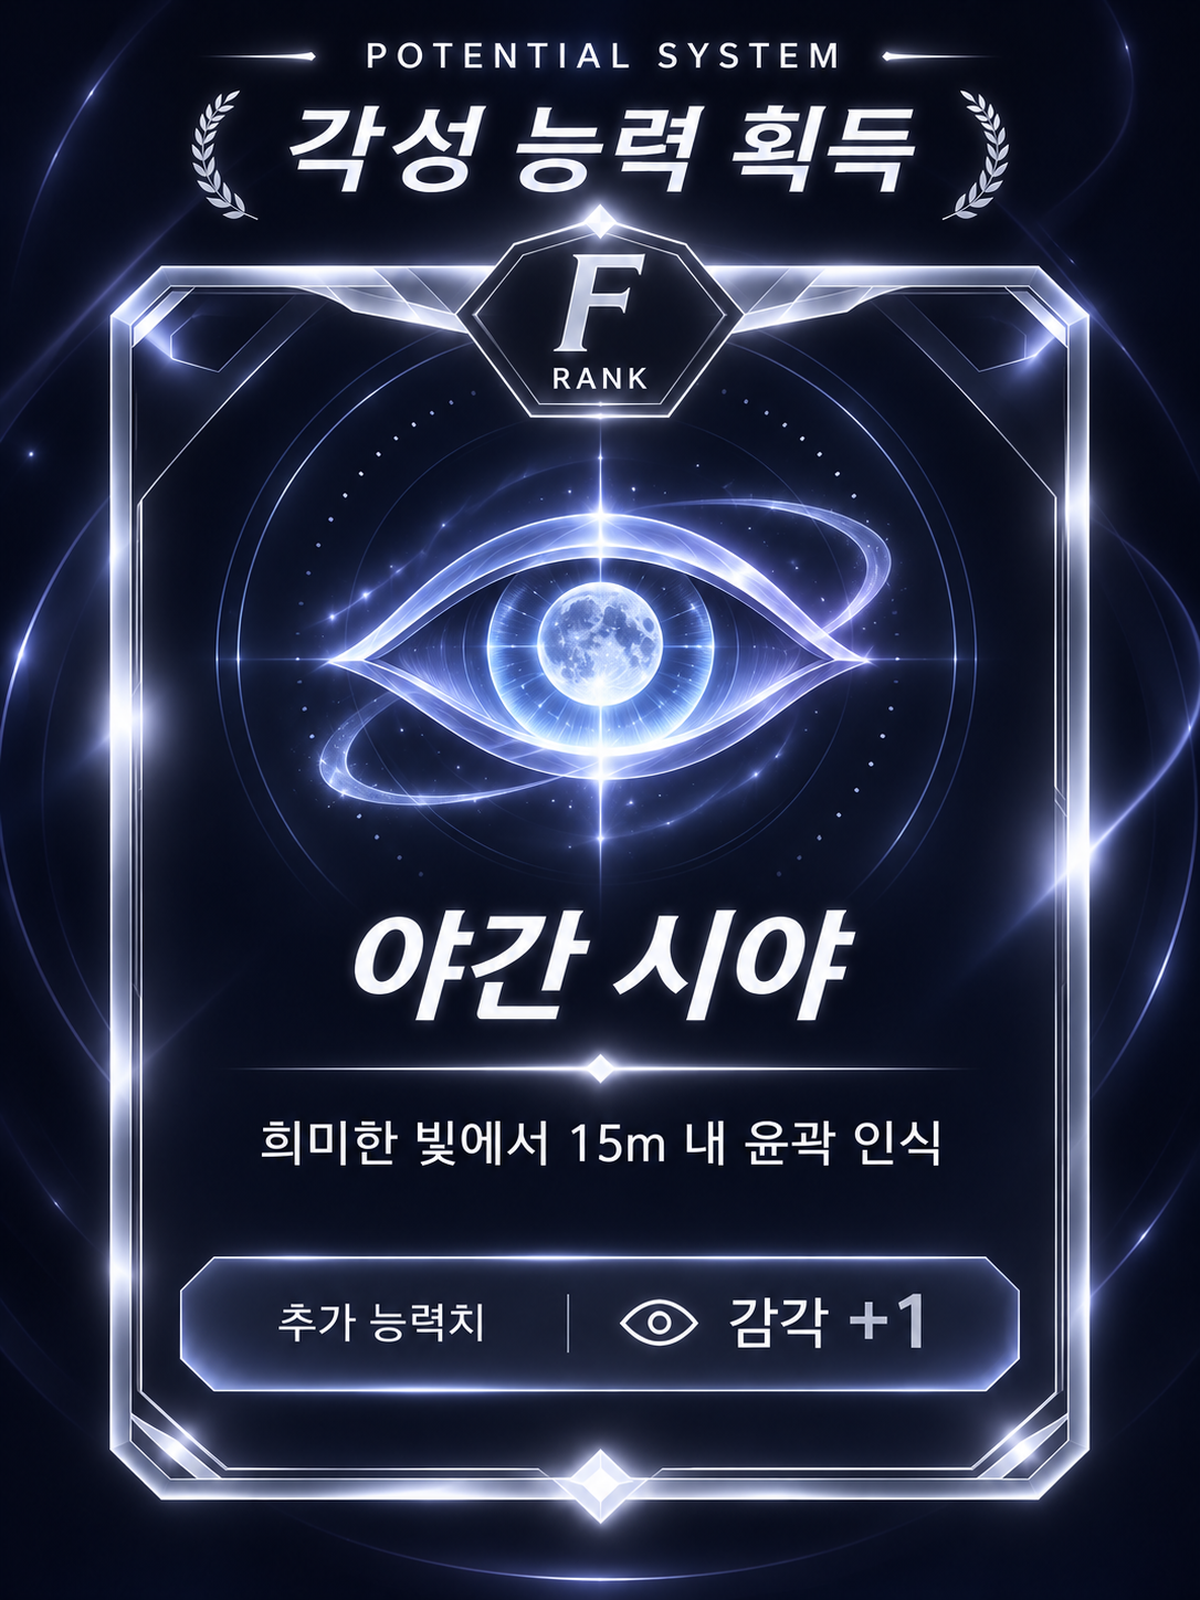 POTENTIAL SYSTEM
각성 능력 획득
F
RANK
야간 시야
희미한 빛에서 15m 내 윤곽 인식
추가 능력치
감각 +1